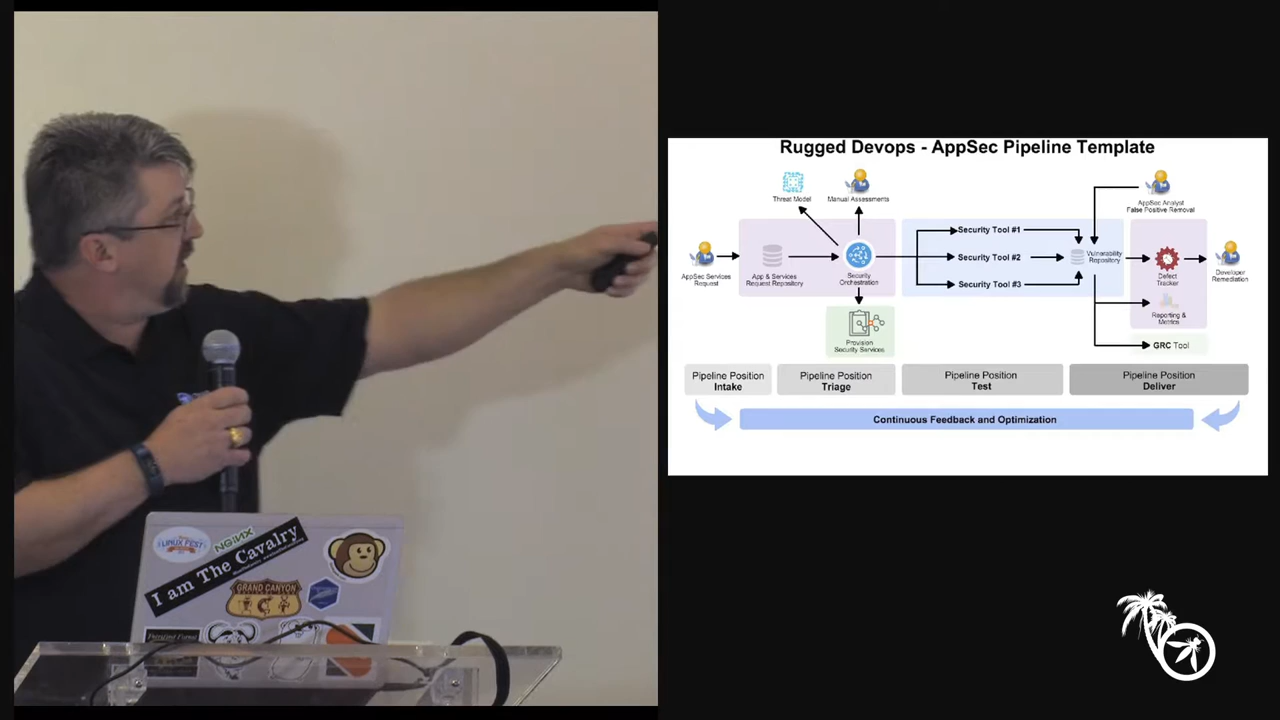 LINUX FEST
NGINX
I am The Cavalry
GRAND CANYON
Rugged Devops - AppSec Pipeline Template
Threat Model
Manual Assessments
AppSec Analyst
False Positive Removal
AppSec Services
Request
App & Services
Request Repository
Security
Orchestration
Security Tool #1
Security Tool #2
Security Tool #3
Vulnerability
Repository
Defect
Tracker
Developer
Remediation
Reporting &
Metrics
Provision
Security Services
GRC Tool
Pipeline Position
Intake
Pipeline Position
Triage
Pipeline Position
Test
Pipeline Position
Deliver
Continuous Feedback and Optimization